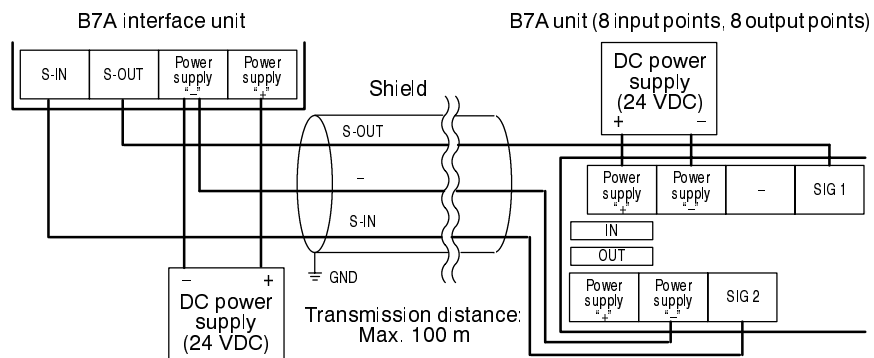 B7A interface unit
B7A unit (8 input points, 8 output points)
S-IN
S-OUT
Power
supply
"–"
Power
supply
"+"
Shield
DC power
supply
(24 VDC)
+ –
S-OUT
–
S-IN
GND
Power
supply
"+"
Power
supply
"–"
–
SIG 1
IN
OUT
Power
supply
"+"
Power
supply
"–"
SIG 2
– +
DC power
supply
(24 VDC)
Transmission distance:
Max. 100 m